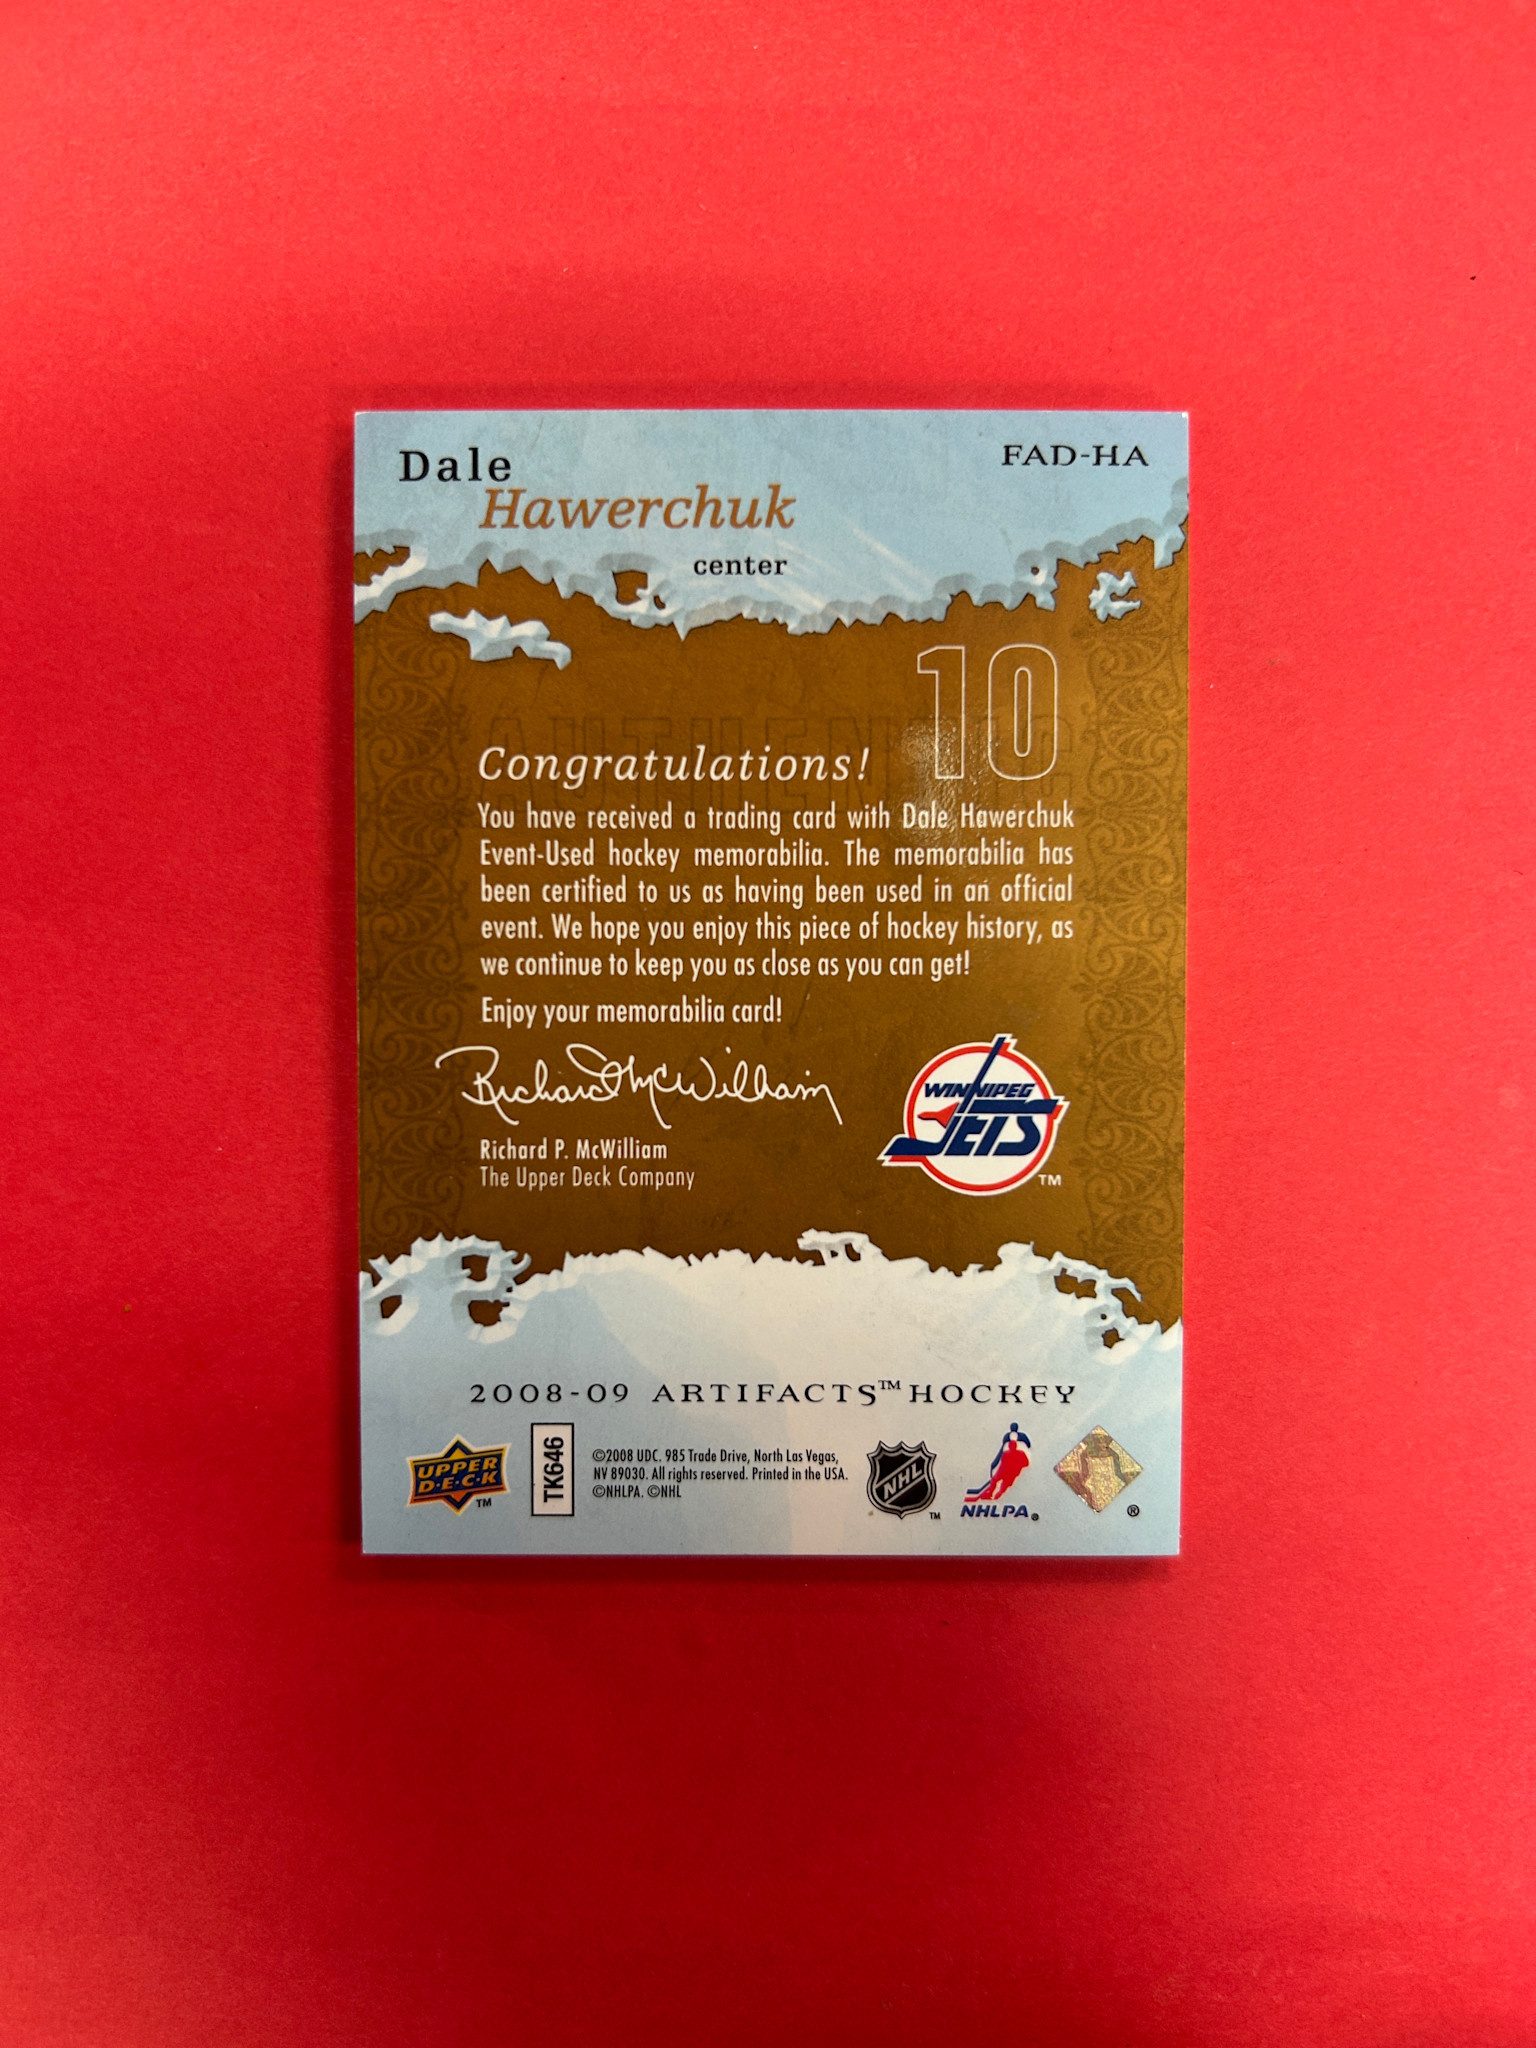 Dale
FAD-HA
Hawerchuk
center
10
AUTHENTIC
Congratulations!
You have received a trading card with Dale Hawerchuk
Event-Used hockey memorabilia. The memorabilia has
been certified to us as having been used in an official
event. We hope you enjoy this piece of hockey history, as
we continue to keep you as close as you can get!
Enjoy your memorabilia card!
Richard McWilliam
Richard P. McWilliam
The Upper Deck Company
WINNIPEG
JETS
TM
2008-09 ARTIFACTS™ HOCKEY
UPPER
D·E·C·K
TM
TK646
©2008 UDC. 985 Trade Drive, North Las Vegas,
NV 89030. All rights reserved. Printed in the USA.
©NHLPA. ©NHL
NHL
TM
NHLPA®
®